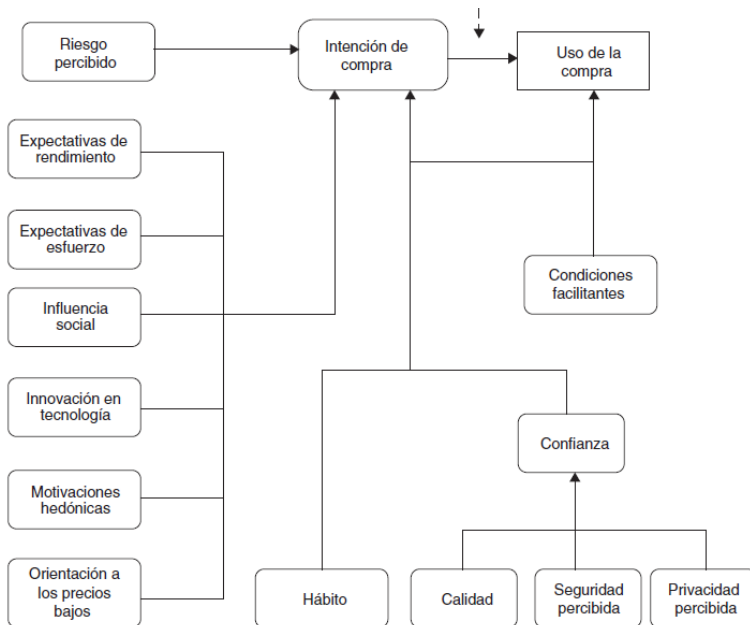 Riesgo
percibido
Intención de
compra
Uso de la
compra
Expectativas de
rendimiento
Expectativas de
esfuerzo
Influencia
social
Innovación en
tecnología
Motivaciones
hedónicas
Orientación a
los precios
bajos
Condiciones
facilitantes
Confianza
Hábito
Calidad
Seguridad
percibida
Privacidad
percibida